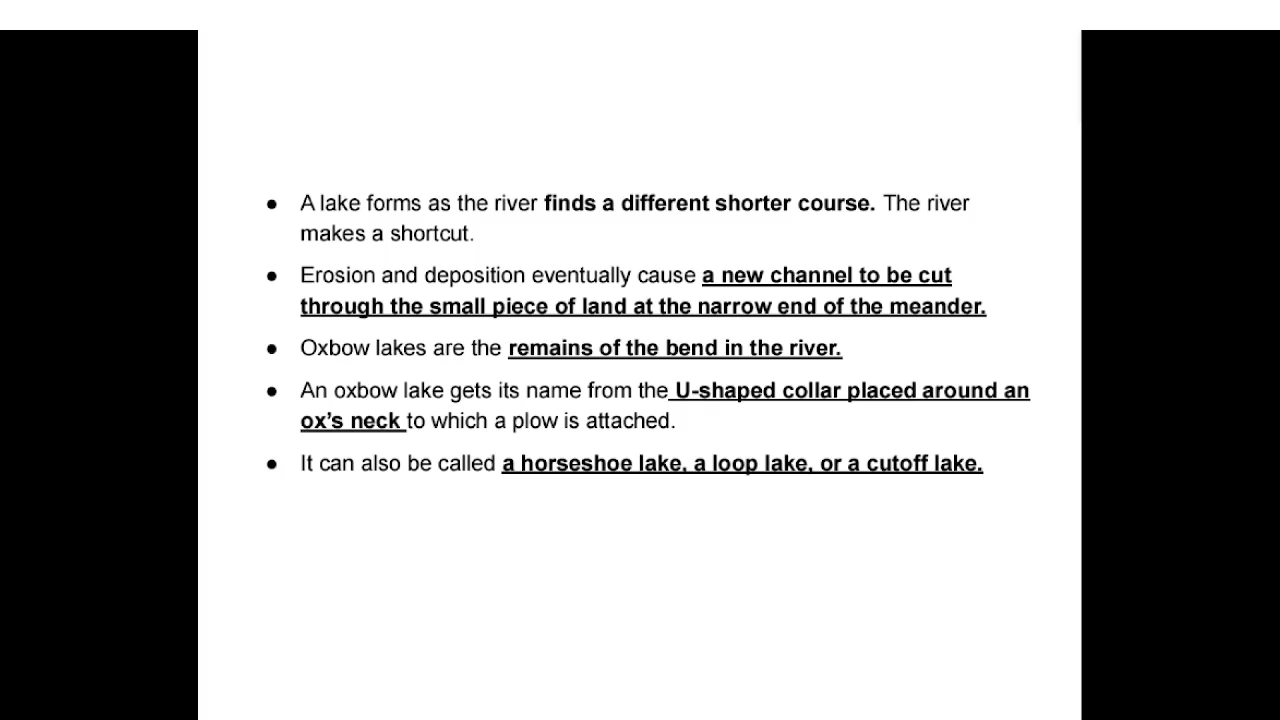 ● A lake forms as the river finds a different shorter course. The river
makes a shortcut.
● Erosion and deposition eventually cause a new channel to be cut
through the small piece of land at the narrow end of the meander.
● Oxbow lakes are the remains of the bend in the river.
● An oxbow lake gets its name from the U-shaped collar placed around an
ox’s neck to which a plow is attached.
● It can also be called a horseshoe lake, a loop lake, or a cutoff lake.